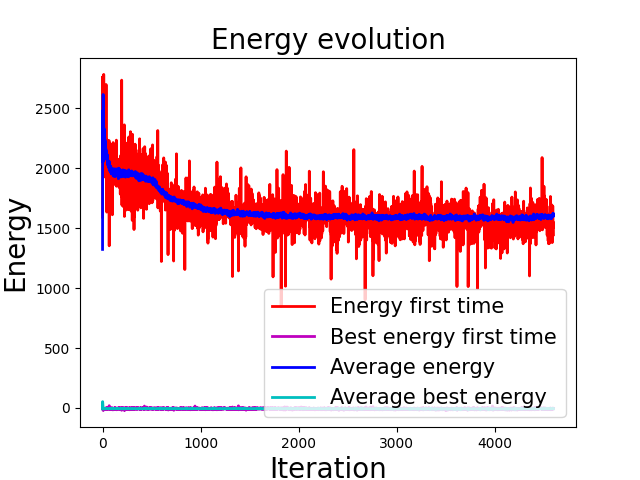 Energy evolution
2500
2000
1500
1000
500
0
Energy
0
1000
2000
3000
4000
Iteration
Energy first time
Best energy first time
Average energy
Average best energy